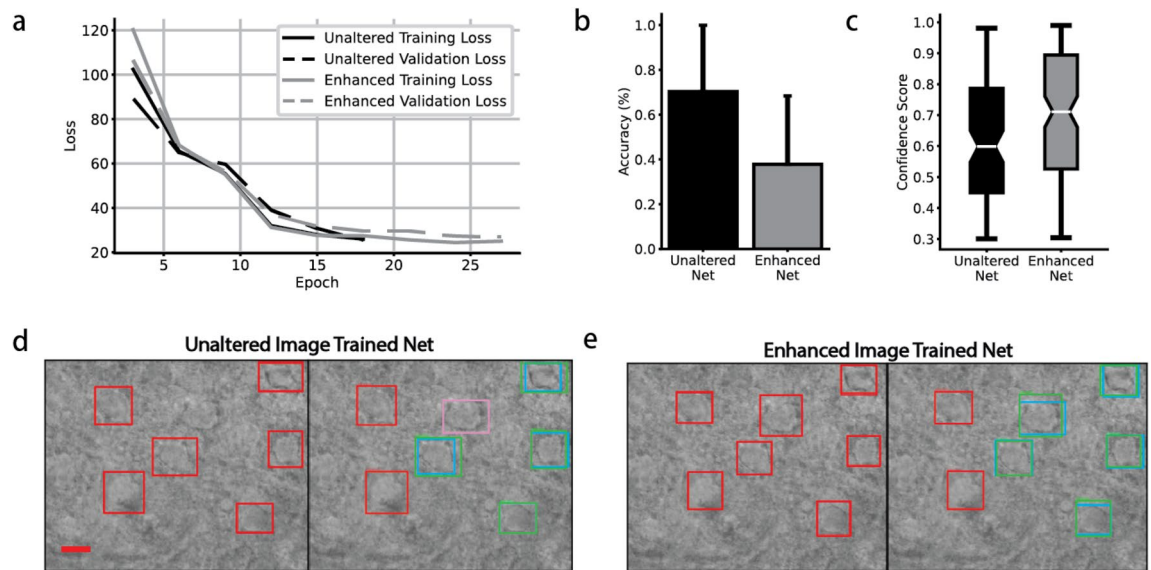 a
120
100
80
60
40
20
Loss
5
10
15
20
25
Epoch
Unaltered Training Loss
Unaltered Validation Loss
Enhanced Training Loss
Enhanced Validation Loss
b
1.0
0.8
0.6
0.4
0.2
0.0
Accuracy (%)
Unaltered
Net
Enhanced
Net
c
1.0
0.9
0.8
0.7
0.6
0.5
0.4
0.3
Confidence Score
Unaltered
Net
Enhanced
Net
d
Unaltered Image Trained Net
e
Enhanced Image Trained Net